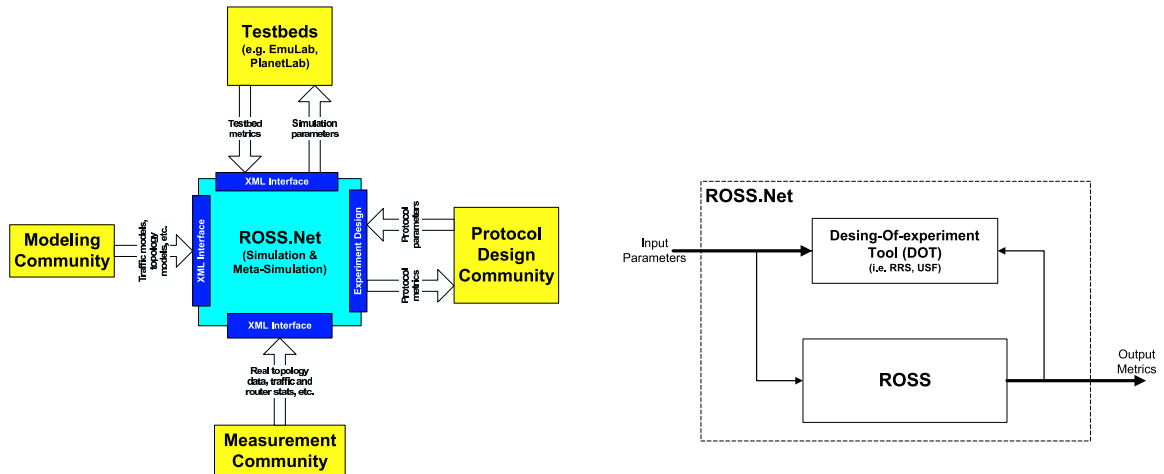 Testbeds
(e.g. EmuLab,
PlanetLab)
Testbed
metrics
Simulation
parameters
XML Interface
Modeling
Community
Traffic models,
topology
models, etc.
XML Interface
ROSS.Net
(Simulation &
Meta-Simulation)
Experiment Design
Protocol
parameters
Protocol
metrics
Protocol
Design
Community
XML Interface
Real topology
data, traffic and
router stats, etc.
Measurement
Community
ROSS.Net
Input
Parameters
Desing-Of-experiment
Tool (DOT)
(i.e. RRS, USF)
ROSS
Output
Metrics